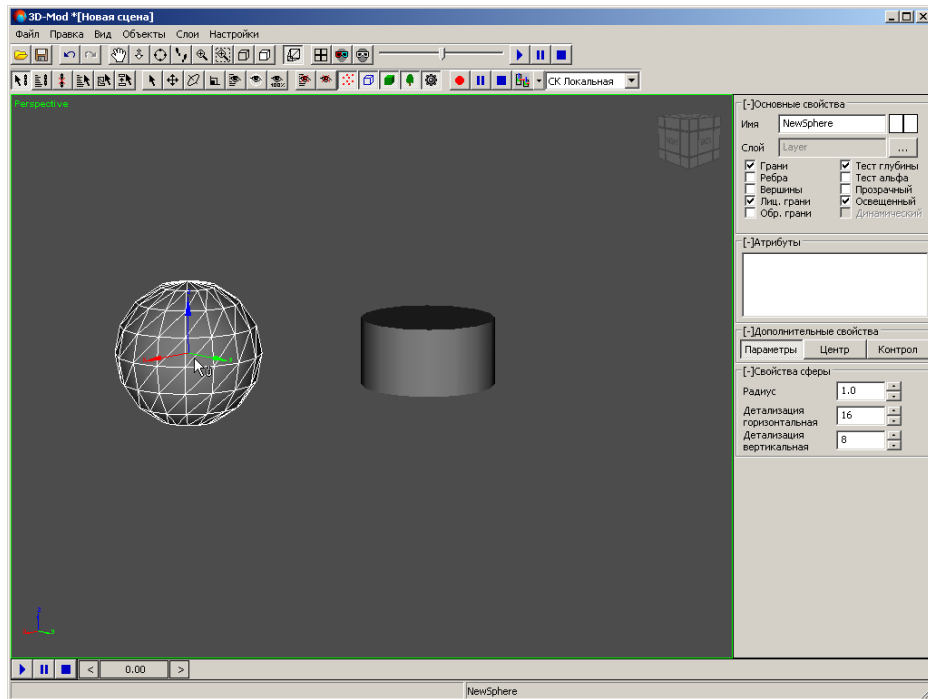 3D-Mod *[Новая сцена]
Файл Правка Вид Объекты Слои Настройки
100%
СК Локальная
Perspective
[-]Основные свойства
Имя NewSphere
Слой Layer ...
Грани Тест глубины
Ребра Тест альфа
Вершины Прозрачный
Лиц. грани Освещенный
Обр. грани Динамический
[-]Атрибуты
[-]Дополнительные свойства
Параметры Центр Контрол
[-]Свойства сферы
Радиус 1.0
Детализация
горизонтальная 16
Детализация
вертикальная 8
z
< 0.00 >
NewSphere